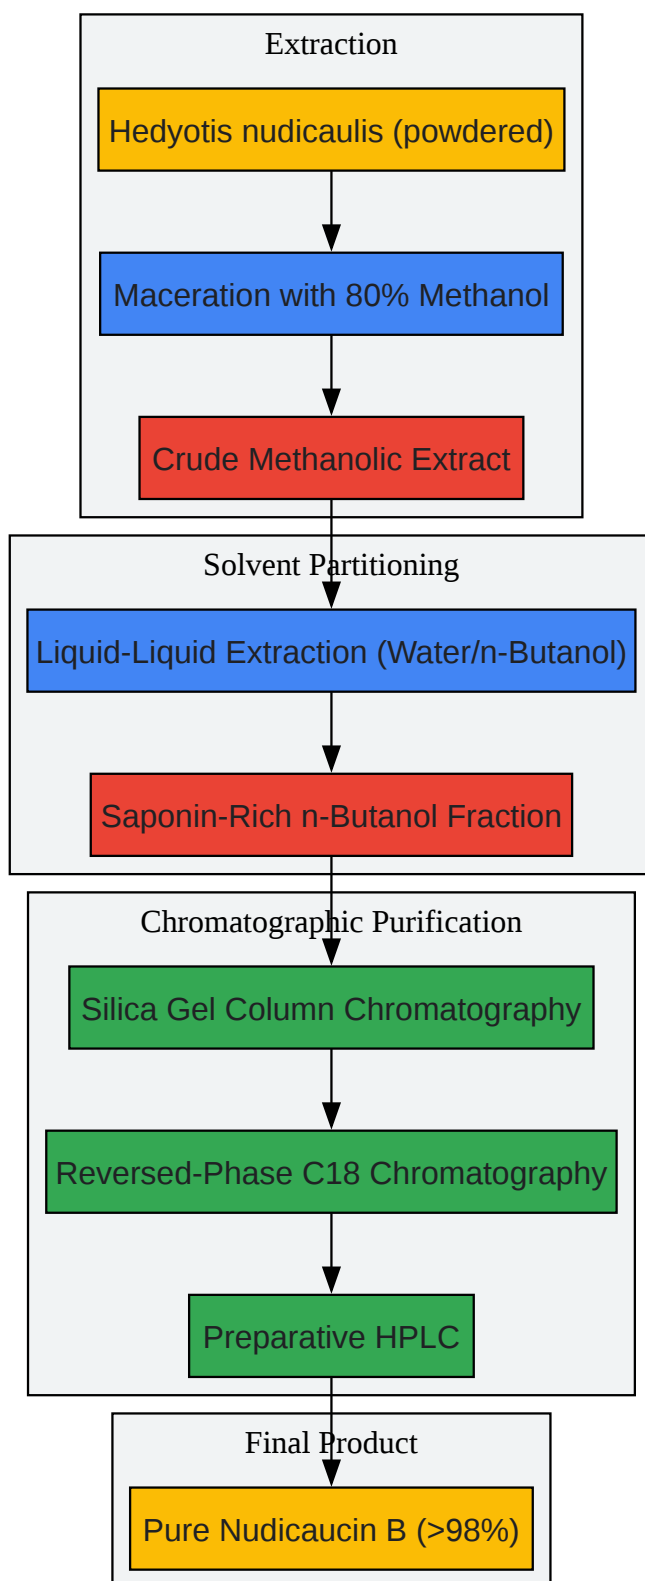 Extraction
Hedyotis nudicaulis (powdered)
Maceration with 80% Methanol
Crude Methanolic Extract
Solvent Partitioning
Liquid-Liquid Extraction (Water/n-Butanol)
Saponin-Rich n-Butanol Fraction
Chromatographic Purification
Silica Gel Column Chromatography
Reversed-Phase C18 Chromatography
Preparative HPLC
Final Product
Pure Nudicaucin B (>98%)